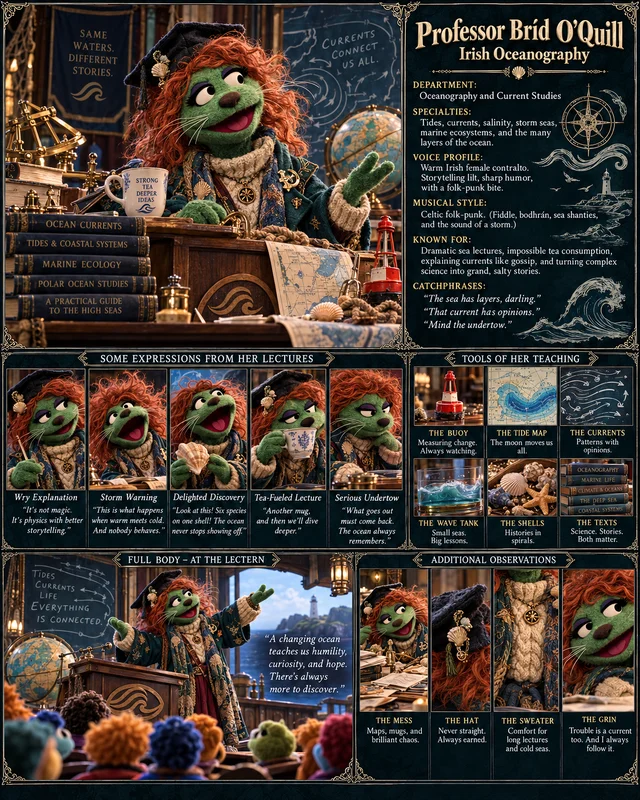 SAME
WATERS.
DIFFERENT
STORIES.
CURRENTS
CONNECT
US ALL.
STRONG
TEA
DEEPER
IDEAS
OCEAN CURRENTS
TIDES & COASTAL SYSTEMS
MARINE ECOLOGY
POLAR OCEAN STUDIES
A PRACTICAL GUIDE
TO THE HIGH SEAS
Professor Bríd O'Quill
Irish Oceanography
DEPARTMENT:
Oceanography and Current Studies
SPECIALTIES:
Tides, currents, salinity, storm seas,
marine ecosystems, and the many
layers of the ocean.
VOICE PROFILE:
Warm Irish female contralto.
Storytelling lilt, sharp humor,
with a folk-punk bite.
MUSICAL STYLE:
Celtic folk-punk. (Fiddle, bodhrán, sea shanties,
and the sound of a storm.)
KNOWN FOR:
Dramatic sea lectures, impossible tea consumption,
explaining currents like gossip, and turning complex
science into grand, salty stories.
CATCHPHRASES:
"The sea has layers, darling."
"That current has opinions."
"Mind the undertow."
SOME EXPRESSIONS FROM HER LECTURES
Wry Explanation
"It's not magic.
It's physics with better
storytelling."
Storm Warning
"This is what happens
when warm meets cold.
And nobody behaves."
Delighted Discovery
"Look at this! Six species
on one shell! The ocean
never stops showing off."
Tea-Fueled Lecture
"Another mug,
and then we'll dive
deeper."
Serious Undertow
"What goes out
must come back.
The ocean always
remembers."
TOOLS OF HER TEACHING
THE BUOY
Measuring change.
Always watching.
THE TIDE MAP
The moon moves us
all.
THE CURRENTS
Patterns with
opinions.
THE WAVE TANK
Small seas.
Big lessons.
THE SHELLS
Histories in
spirals.
OCEANOGRAPHY
MARINE LIFE
CLIMATE & TIDES
THE DEEP SEA
COASTAL
THE TEXTS
Science. Stories.
Both matter.
FULL BODY – AT THE LECTERN
TIDES
CURRENTS
LIFE
EVERYTHING
IS CONNECTED.
"A changing ocean
teaches us humility,
curiosity, and hope.
There's always
more to discover."
ADDITIONAL OBSERVATIONS
THE MESS
Maps, mugs, and
brilliant chaos.
THE HAT
Never straight.
Always earned.
THE SWEATER
Comfort for
long lectures
and cold seas.
THE GRIN
Trouble is a current
too. And I always
follow it.